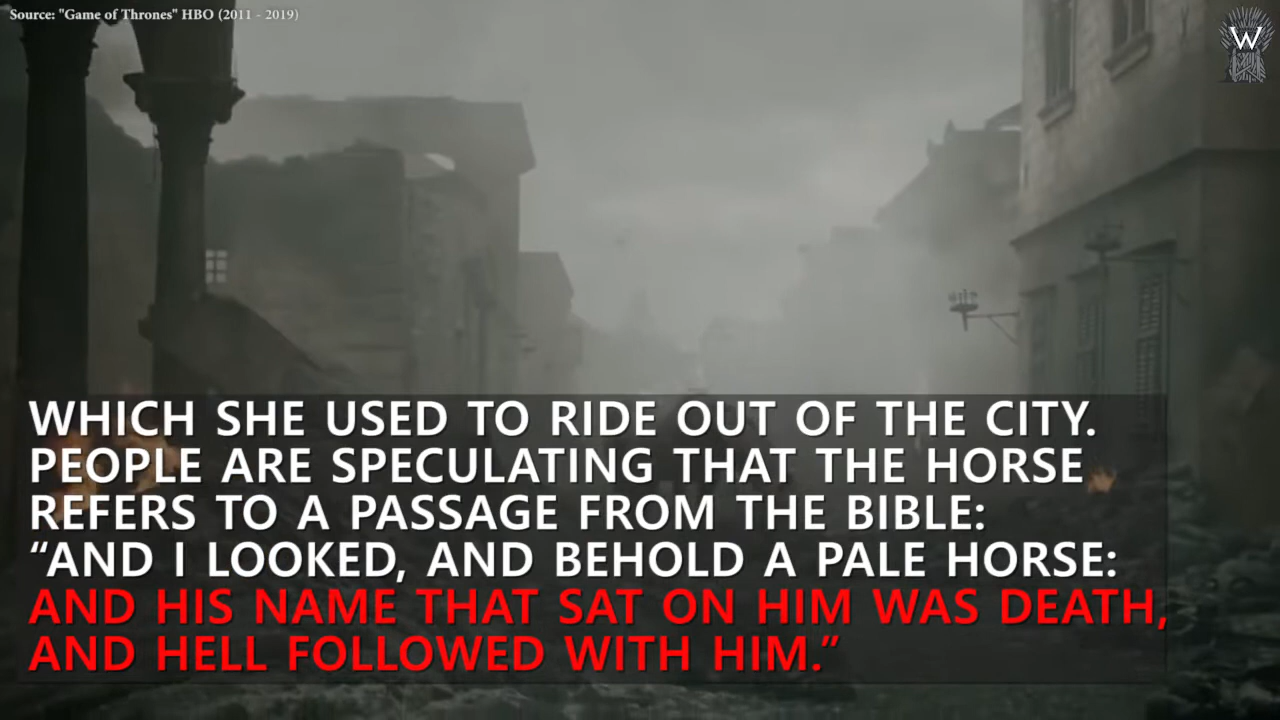 Source: "Game of Thrones" HBO (2011 - 2019)
W
WHICH SHE USED TO RIDE OUT OF THE CITY.
PEOPLE ARE SPECULATING THAT THE HORSE
REFERS TO A PASSAGE FROM THE BIBLE:
“AND I LOOKED, AND BEHOLD A PALE HORSE:
AND HIS NAME THAT SAT ON HIM WAS DEATH,
AND HELL FOLLOWED WITH HIM.”